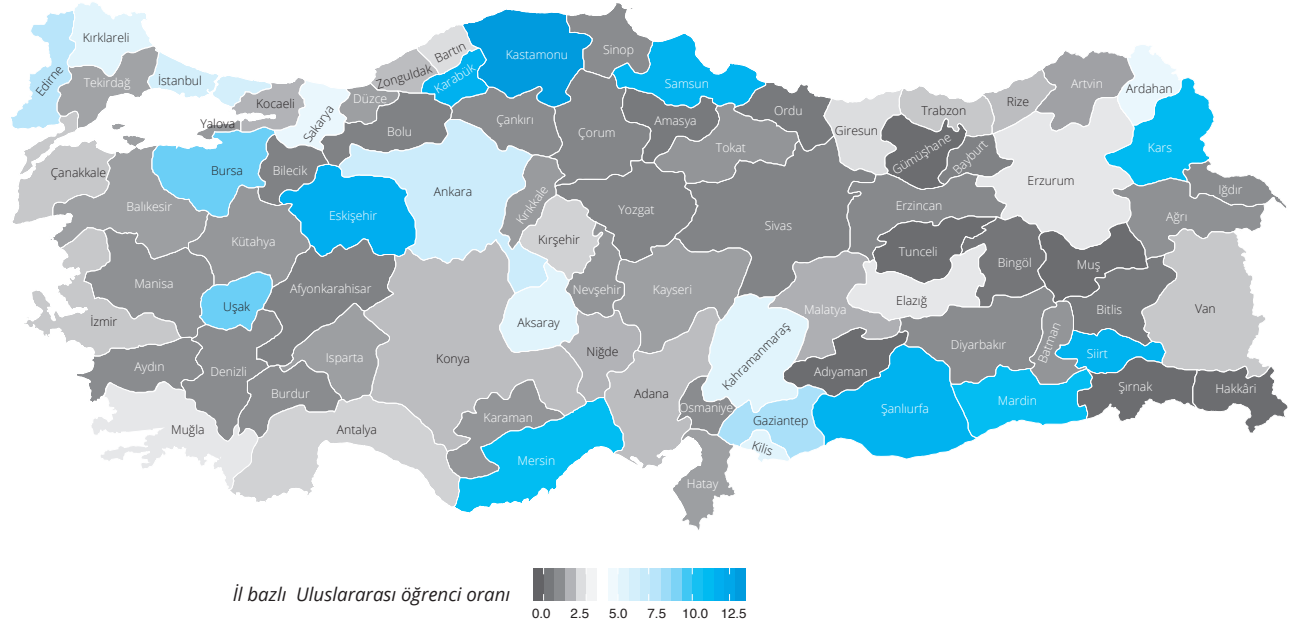 Kırklareli
Edirne
Tekirdağ
İstanbul
Kocaeli
Yalova
Sakarya
Düzce
Zonguldak
Bartın
Karabük
Kastamonu
Sinop
Samsun
Bolu
Çankırı
Çorum
Amasya
Ordu
Tokat
Giresun
Trabzon
Rize
Artvin
Ardahan
Kars
Gümüşhane
Bayburt
Erzurum
Iğdır
Ağrı
Çanakkale
Balıkesir
Bursa
Bilecik
Eskişehir
Ankara
Kırıkkale
Kırşehir
Yozgat
Sivas
Erzincan
Tunceli
Bingöl
Muş
Kütahya
Manisa
Uşak
Afyonkarahisar
İzmir
Aksaray
Nevşehir
Kayseri
Malatya
Elazığ
Bitlis
Van
Aydın
Denizli
Isparta
Burdur
Konya
Niğde
Kahramanmaraş
Adıyaman
Diyarbakır
Batman
Siirt
Şırnak
Hakkâri
Muğla
Antalya
Karaman
Mersin
Adana
Osmaniye
Gaziantep
Kilis
Hatay
Şanlıurfa
Mardin
İl bazlı Uluslararası öğrenci oranı
0.0 2.5 5.0 7.5 10.0 12.5